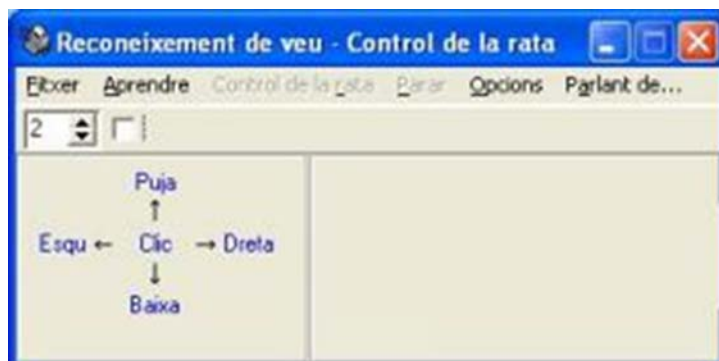 Reconeixement de veu - Control de la rata
Fitxer Aprendre Control de la rata Parar Opcions Parlant de...
2
Puja
↑
Esqu ← Clic → Dreta
↓
Baixa